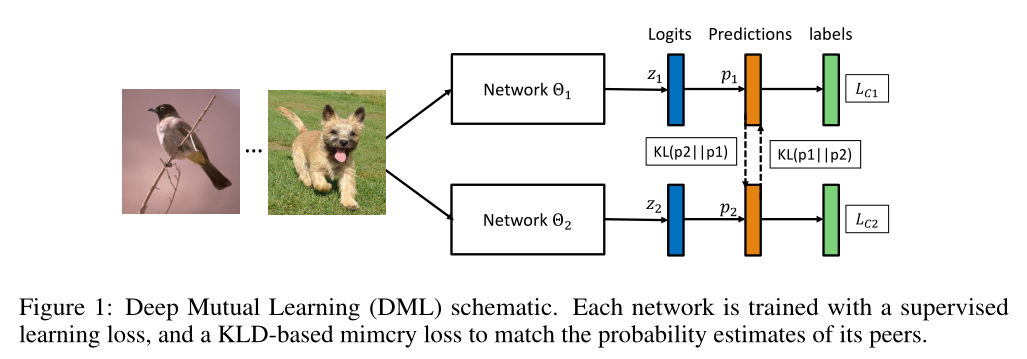 Logits Predictions labels
Network Θ1 z1 p1 LC1
KL(p2||p1) KL(p1||p2)
...
Network Θ2 z2 p2 LC2
Figure 1: Deep Mutual Learning (DML) schematic. Each network is trained with a supervised
learning loss, and a KLD-based mimcry loss to match the probability estimates of its peers.